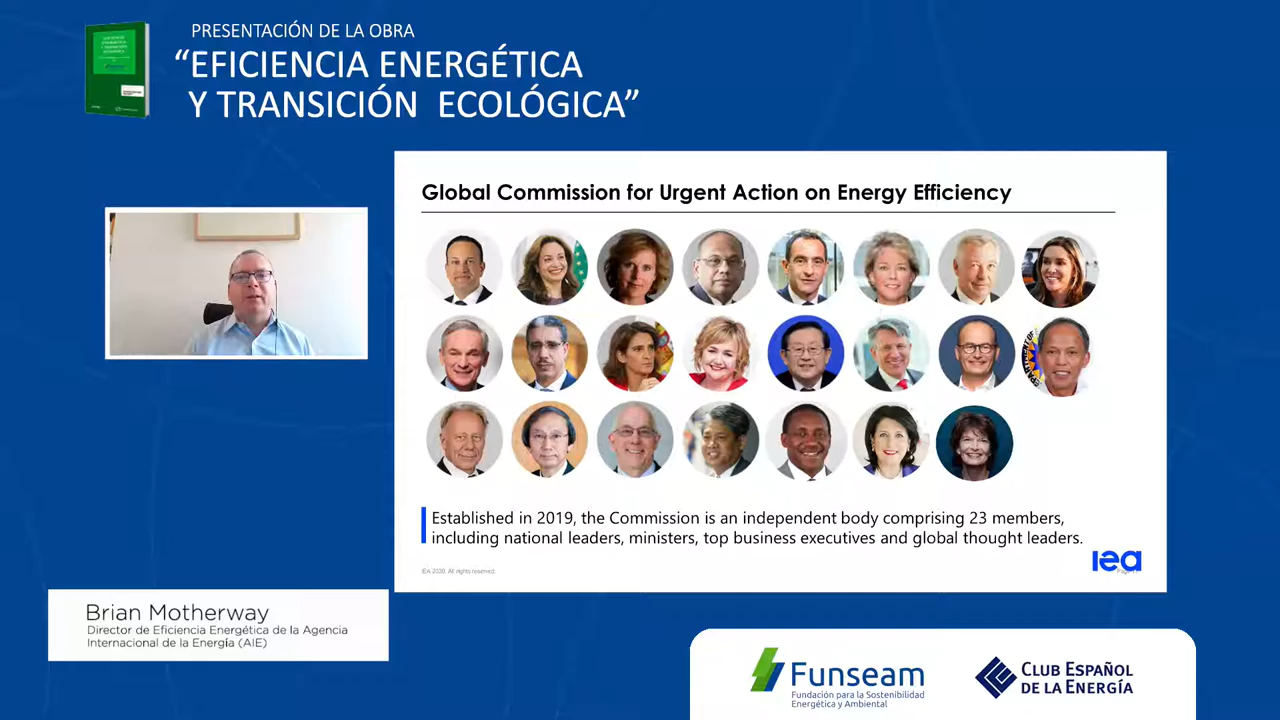 PRESENTACIÓN DE LA OBRA
“EFICIENCIA ENERGÉTICA
Y TRANSICIÓN ECOLÓGICA”
Global Commission for Urgent Action on Energy Efficiency
Established in 2019, the Commission is an independent body comprising 23 members,
including national leaders, ministers, top business executives and global thought leaders.
IEA 2020. All rights reserved.
iea
Brian Motherway
Director de Eficiencia Energética de la Agencia
Internacional de la Energía (AIE)
Funseam
Fundación para la Sostenibilidad
Energética y Ambiental
CLUB ESPAÑOL
DE LA ENERGÍA